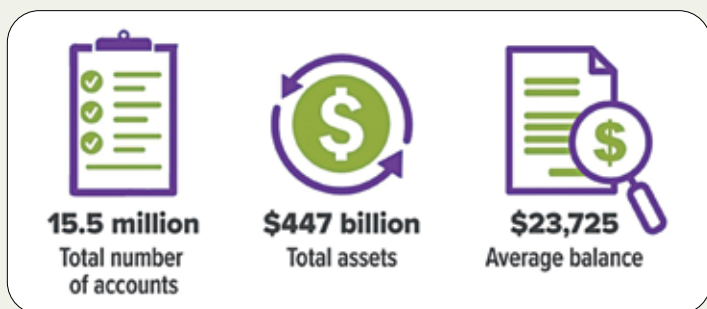 15.5 million
Total number
of accounts
$447 billion
Total assets
$23,725
Average balance
$
$